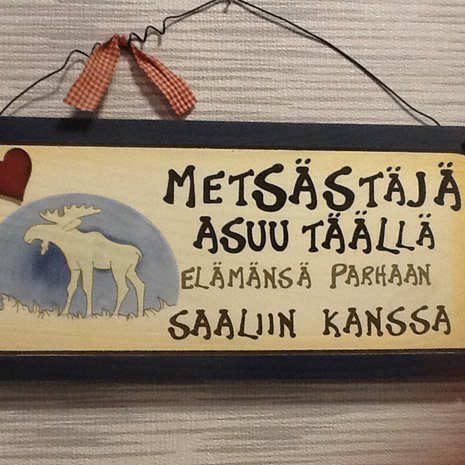 METSÄSTÄJÄ
ASUU TÄÄLLÄ
ELÄMÄNSÄ PARHAAN
SAALIIN KANSSA